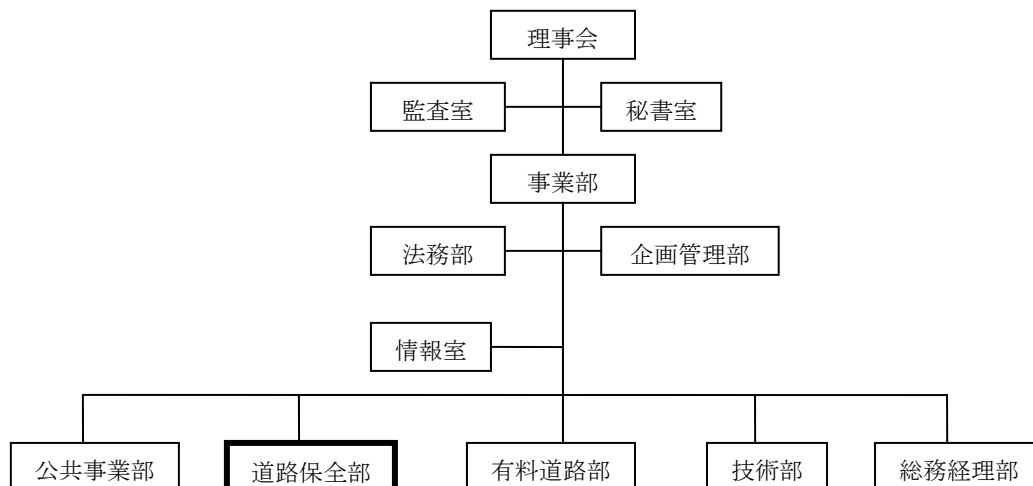 理事会
監査室
秘書室
事業部
法務部
企画管理部
情報室
公共事業部
道路保全部
有料道路部
技術部
総務経理部